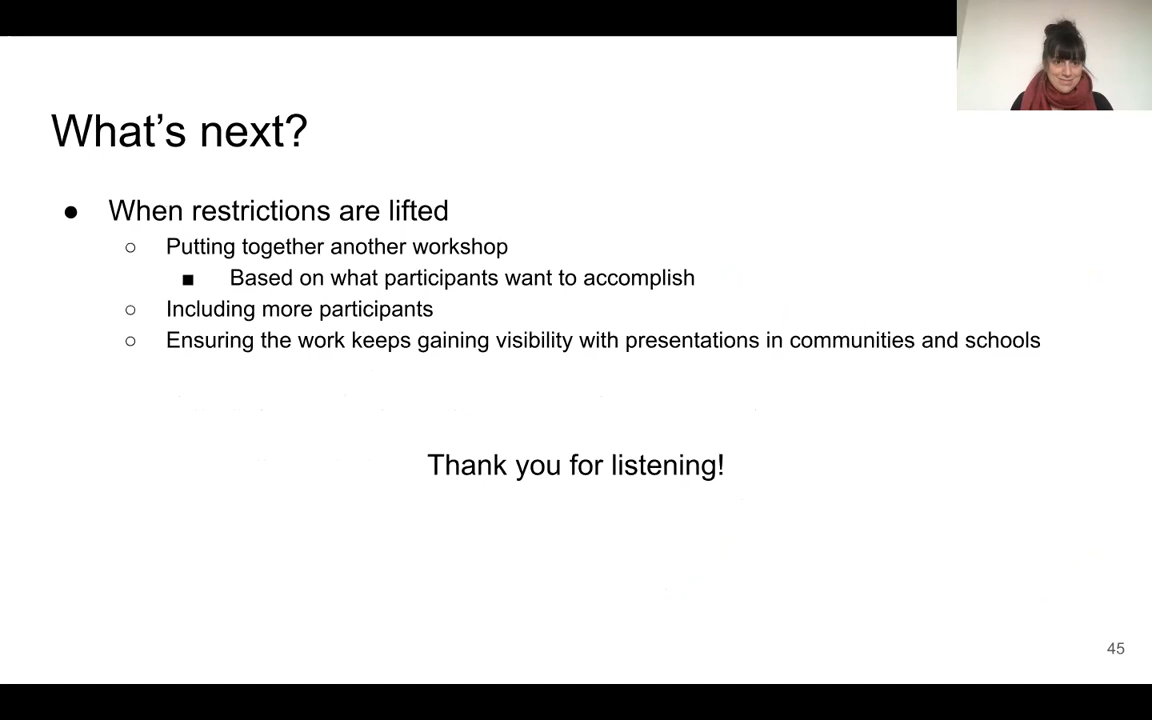 What’s next?
● When restrictions are lifted
○ Putting together another workshop
■ Based on what participants want to accomplish
○ Including more participants
○ Ensuring the work keeps gaining visibility with presentations in communities and schools
Thank you for listening!
45